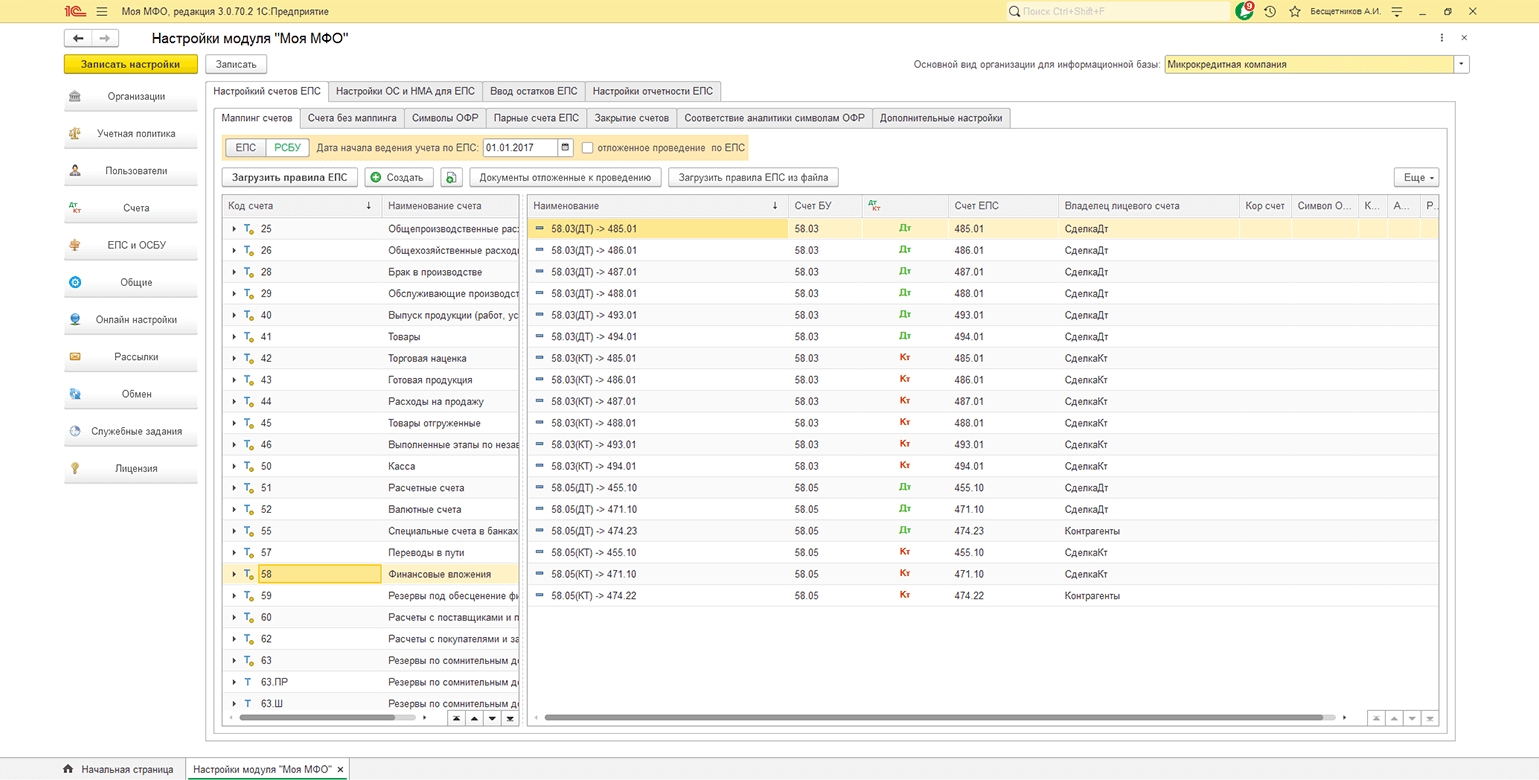 Моя МФО, редакция 3.0.70.2 1С:Предприятие
Поиск Ctrl+Shift+F
9
Бесщетников А.И.
Настройки модуля "Моя МФО"
Записать настройки
Записать
Основной вид организации для информационной базы:
Микрокредитная компания
Организации
Учетная политика
Пользователи
Счета
ЕПС и ОСБУ
Общие
Онлайн настройки
Рассылки
Обмен
Служебные задания
Лицензия
Настройкий счетов ЕПС
Настройки ОС и НМА для ЕПС
Ввод остатков ЕПС
Настройки отчетности ЕПС
Маппинг счетов
Счета без маппинга
Символы ОФР
Парные счета ЕПС
Закрытие счетов
Соответствие аналитики символам ОФР
Дополнительные настройки
ЕПС РСБУ Дата начала ведения учета по ЕПС: 01.01.2017 отложенное проведение по ЕПС
Загрузить правила ЕПС
Создать
Документы отложенные к проведению
Загрузить правила ЕПС из файла
Еще
Код счета Наименование счета
25 Общепроизводственные рас
26 Общехозяйственные расход
28 Брак в производстве
29 Обслуживающие производст
40 Выпуск продукции (работ, ус
41 Товары
42 Торговая наценка
43 Готовая продукция
44 Расходы на продажу
45 Товары отгруженные
46 Выполненные этапы по неза
50 Касса
51 Расчетные счета
52 Валютные счета
55 Специальные счета в банках
57 Переводы в пути
58 Финансовые вложения
59 Резервы под обесценение фи
60 Расчеты с поставщиками и п
62 Расчеты с покупателями и за
63 Резервы по сомнительным до
63.ПР Резервы по сомнительным до
63.Ш Резервы по сомнительным до
Наименование Счет БУ Дт Кт Счет ЕПС Владелец лицевого счета Кор счет Символ О... К... А... Р...
58.03(ДТ) -> 485.01 58.03 Дт 485.01 СделкаДт
58.03(ДТ) -> 486.01 58.03 Дт 486.01 СделкаДт
58.03(ДТ) -> 487.01 58.03 Дт 487.01 СделкаДт
58.03(ДТ) -> 488.01 58.03 Дт 488.01 СделкаДт
58.03(ДТ) -> 493.01 58.03 Дт 493.01 СделкаДт
58.03(ДТ) -> 494.01 58.03 Дт 494.01 СделкаДт
58.03(КТ) -> 485.01 58.03 Кт 485.01 СделкаКт
58.03(КТ) -> 486.01 58.03 Кт 486.01 СделкаКт
58.03(КТ) -> 487.01 58.03 Кт 487.01 СделкаКт
58.03(КТ) -> 488.01 58.03 Кт 488.01 СделкаКт
58.03(КТ) -> 493.01 58.03 Кт 493.01 СделкаКт
58.03(КТ) -> 494.01 58.03 Кт 494.01 СделкаКт
58.05(ДТ) -> 455.10 58.05 Дт 455.10 СделкаДт
58.05(ДТ) -> 471.10 58.05 Дт 471.10 СделкаДт
58.05(ДТ) -> 474.23 58.05 Дт 474.23 Контрагенты
58.05(КТ) -> 455.10 58.05 Кт 455.10 СделкаКт
58.05(КТ) -> 471.10 58.05 Кт 471.10 СделкаКт
58.05(КТ) -> 474.22 58.05 Кт 474.22 Контрагенты
Начальная страница
Настройки модуля "Моя МФО"